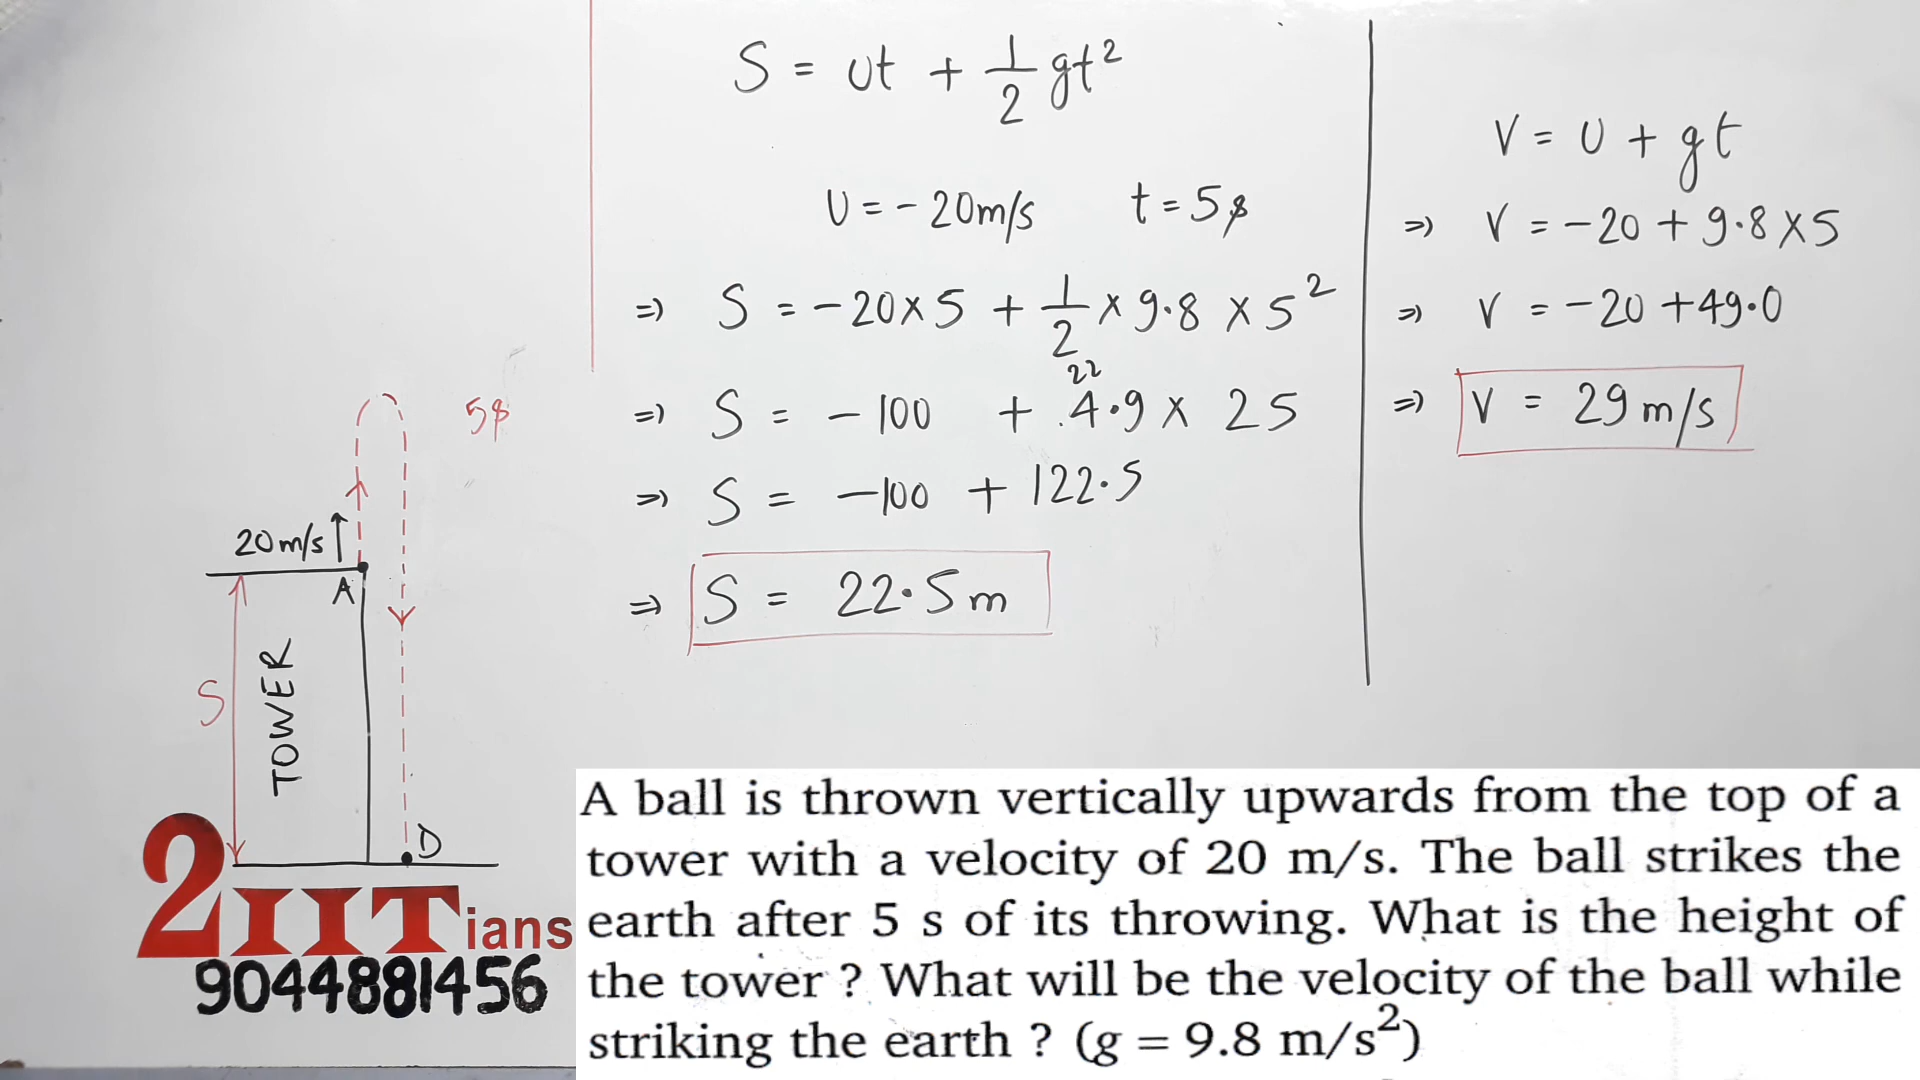 S = ut + 1/2 gt²
U = - 20m/s t = 5s
=) S = - 20 x 5 + 1/2 x 9.8 x 5²
22
=) S = - 100 + 4.9 x 25
=) S = -100 + 122.5
=) S = 22.5m
V = U + gt
=) V = -20 + 9.8 x 5
=) V = -20 + 49.0
=) V = 29 m/s
5s
20m/s
A
S
TOWER
D
2IITians
9044881456
A ball is thrown vertically upwards from the top of a
tower with a velocity of 20 m/s. The ball strikes the
earth after 5 s of its throwing. What is the height of
the tower ? What will be the velocity of the ball while
striking the earth ? (g = 9.8 m/s²)